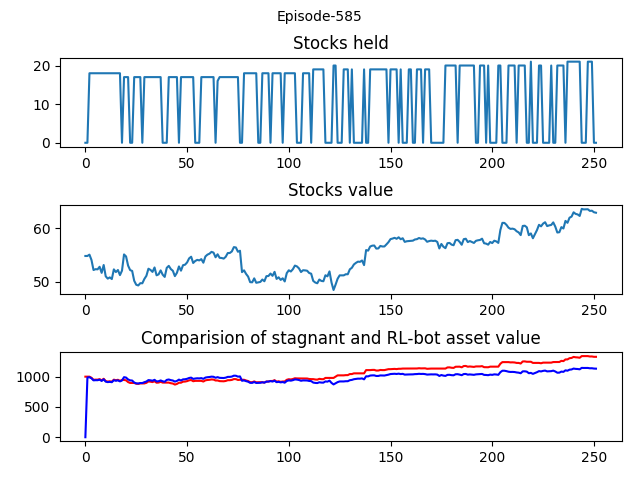 Episode-585
Stocks held
20
10
0
0 50 100 150 200 250
Stocks value
60
50
0 50 100 150 200 250
Comparision of stagnant and RL-bot asset value
1000
500
0
0 50 100 150 200 250